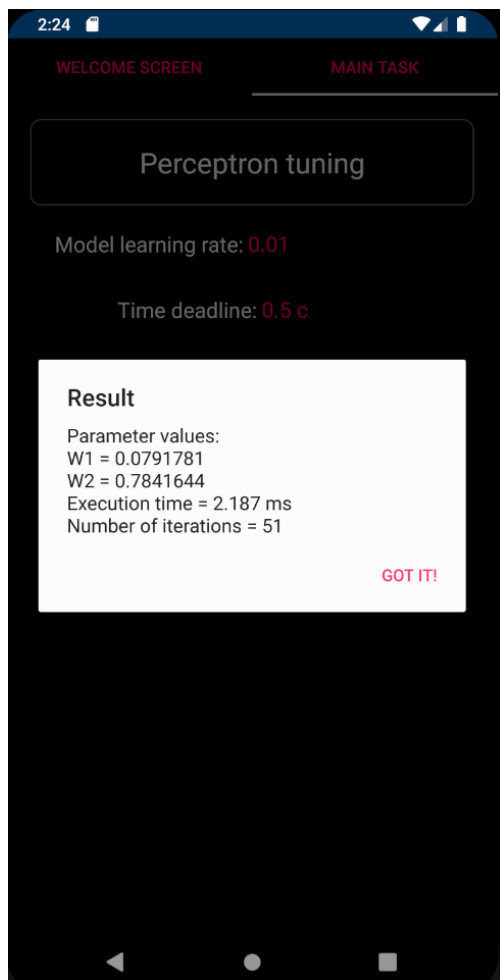 2:24
WELCOME SCREEN MAIN TASK
Perceptron tuning
Model learning rate: 0.01
Time deadline: 0.5 c
Result
Parameter values:
W1 = 0.0791781
W2 = 0.7841644
Execution time = 2.187 ms
Number of iterations = 51
GOT IT!